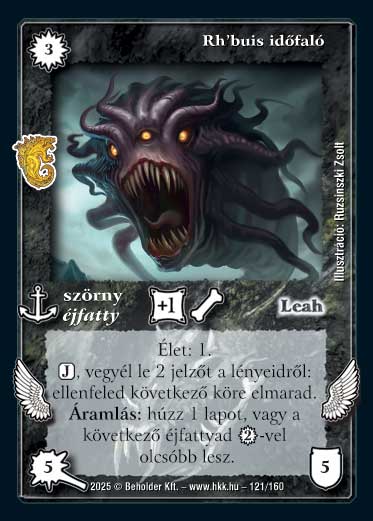 3
Rh'buis időfaló
Illusztráció: Ruzsinszki Zsolt
szörny
éjfatty
+1
Leah
Élet: 1.
J, vegyél le 2 jelzőt a lényeidről:
ellenfeled következő köre elmarad.
Áramlás: húzz 1 lapot, vagy a
következő éjfattyad 2-vel
olcsóbb lesz.
5
5
2025 © Beholder Kft. – www.hkk.hu – 121/160